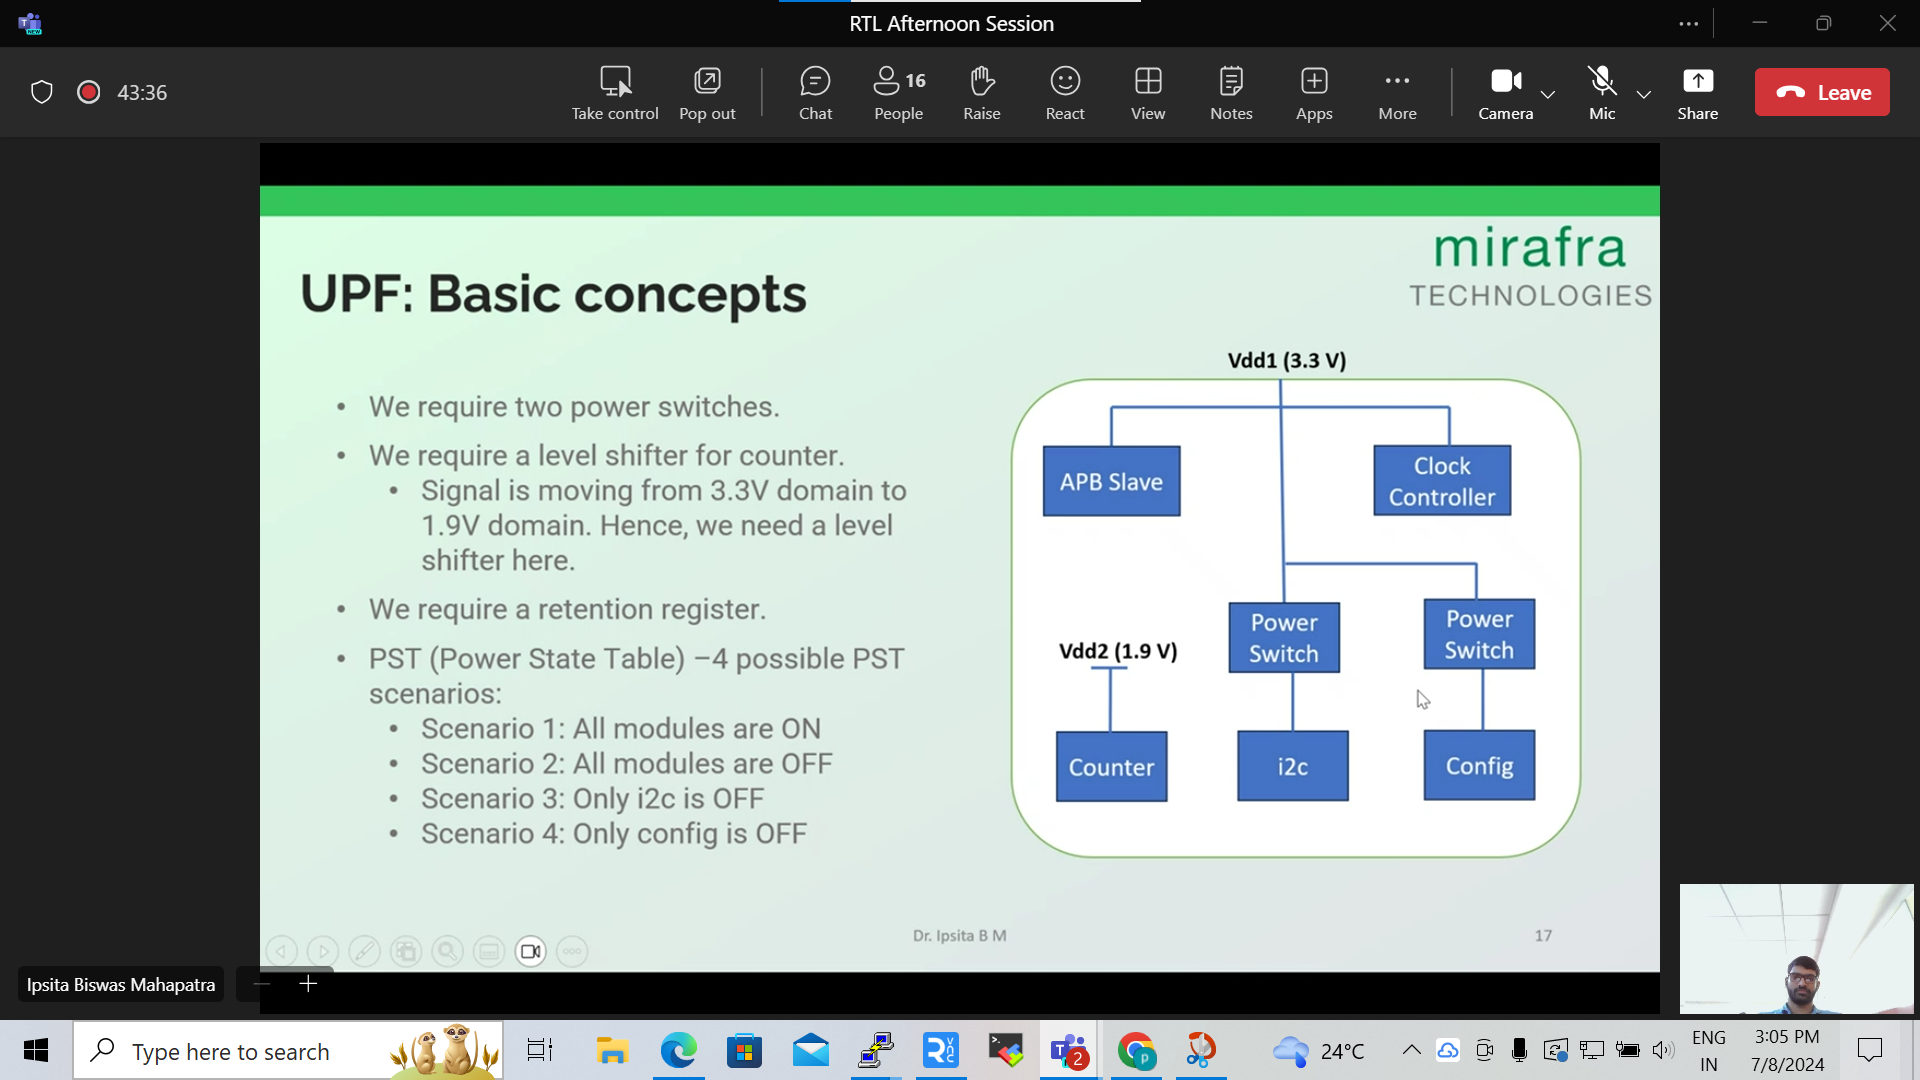 RTL Afternoon Session
43:36
Take control
Pop out
Chat
16
People
Raise
React
View
Notes
Apps
More
Camera
Mic
Share
Leave
mirafra
TECHNOLOGIES
UPF: Basic concepts
• We require two power switches.
• We require a level shifter for counter.
• Signal is moving from 3.3V domain to
1.9V domain. Hence, we need a level
shifter here.
• We require a retention register.
• PST (Power State Table) –4 possible PST
scenarios:
• Scenario 1: All modules are ON
• Scenario 2: All modules are OFF
• Scenario 3: Only i2c is OFF
• Scenario 4: Only config is OFF
Vdd1 (3.3 V)
APB Slave
Clock
Controller
Power
Switch
Power
Switch
Vdd2 (1.9 V)
Counter
i2c
Config
Dr. Ipsita B M
17
Ipsita Biswas Mahapatra
Type here to search
2
24°C
ENG
IN
3:05 PM
7/8/2024